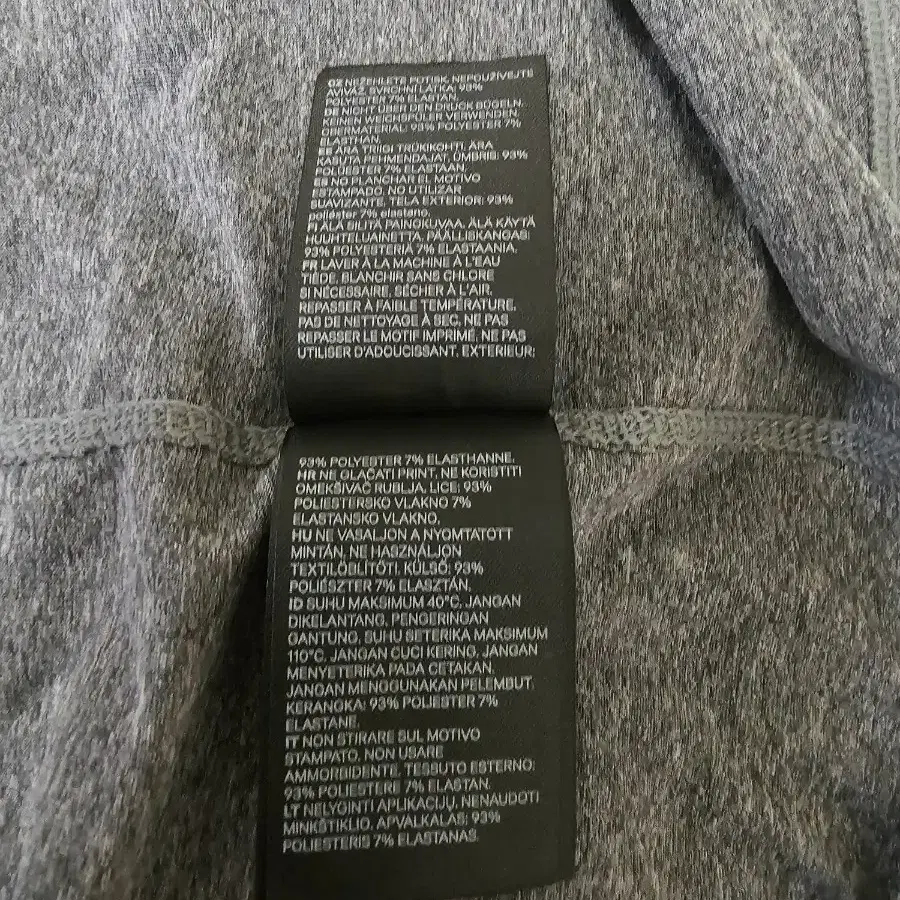 CZ NEŽEHLETE POTISK, NEPOUŽÍVEJTE
AVIVÁŽ, SVRCHNÍ LÁTKA: 93%
POLYESTER 7% ELASTAN.
DE NICHT ÜBER DEN DRUCK BÜGELN.
KEINEN WEICHSPÜLER VERWENDEN.
OBERMATERIAL: 93% POLYESTER 7%
ELASTHAN.
EE ÄRA TRIIGI TRÜKIKOHTI, ÄRA
KASUTA PEHMENDAJAT, ÜMBRIS: 93%
POLÜESTER 7% ELASTAAN.
ES NO PLANCHAR EL MOTIVO
ESTAMPADO. NO UTILIZAR
SUAVIZANTE, TELA EXTERIOR: 93%
poliéster 7% elastano.
FI ÄLÄ SILITÄ PAINOKUVAA. ÄLÄ KÄYTÄ
HUUHTELUAINETTA. PÄÄLLISKANGAS:
93% POLYESTERIÄ 7% ELASTAANIA.
FR LAVER À LA MACHINE À L'EAU
TIÈDE, BLANCHIR SANS CHLORE
SI NÉCESSAIRE, SÉCHER À L'AIR.
REPASSER À FAIBLE TEMPÉRATURE,
PAS DE NETTOYAGE À SEC, NE PAS
REPASSER LE MOTIF IMPRIMÉ. NE PAS
UTILISER D'ADOUCISSANT. EXTERIEUR:
93% POLYESTER 7% ELASTHANNE.
HR NE GLAČATI PRINT. NE KORISTITI
OMEKŠIVAČ RUBLJA. LICE: 93%
POLIESTERSKO VLAKNO 7%
ELASTANSKO VLAKNO.
HU NE VASALJON A NYOMTATOTT
MINTÁN. NE HASZNÁLJON
TEXTILÖBLÍTŐT. KÜLSŐ: 93%
POLIÉSZTER 7% ELASZTÁN.
ID SUHU MAKSIMUM 40°C. JANGAN
DIKELANTANG. PENGERINGAN
GANTUNG. SUHU SETERIKA MAKSIMUM
110°C. JANGAN CUCI KERING. JANGAN
MENYETERIKA PADA CETAKAN.
JANGAN MENGGUNAKAN PELEMBUT.
KERANGKA: 93% POLIESTER 7%
ELASTANE.
IT NON STIRARE SUL MOTIVO
STAMPATO. NON USARE
AMMORBIDENTE. TESSUTO ESTERNO:
93% POLIESTERE 7% ELASTAN.
LT NELYGINTI APLIKACIJŲ. NENAUDOTI
MINKŠTIKLIO. APVALKALAS: 93%
POLIESTERIS 7% ELASTANAS.